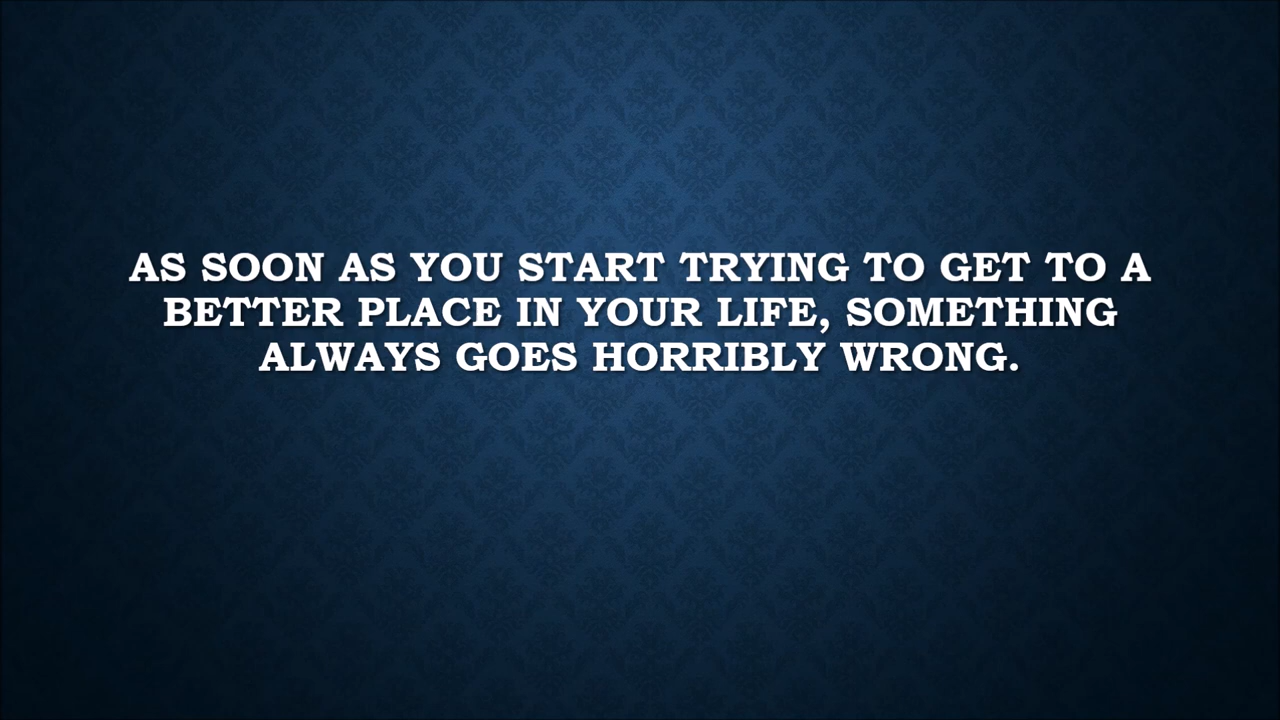 AS SOON AS YOU START TRYING TO GET TO A
BETTER PLACE IN YOUR LIFE, SOMETHING
ALWAYS GOES HORRIBLY WRONG.